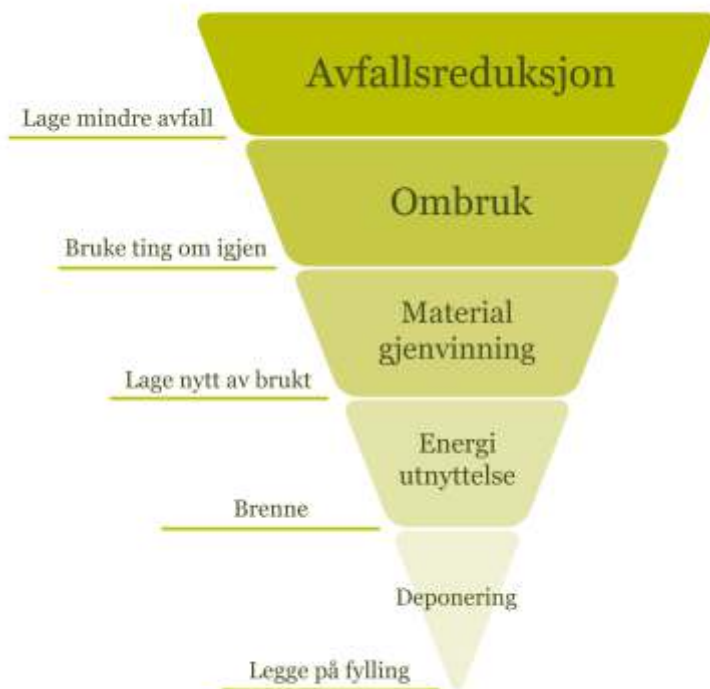 Avfallsreduksjon
Lage mindre avfall
Ombruk
Bruke ting om igjen
Material
gjenvinning
Lage nytt av brukt
Energi
utnyttelse
Brenne
Deponering
Legge på fylling